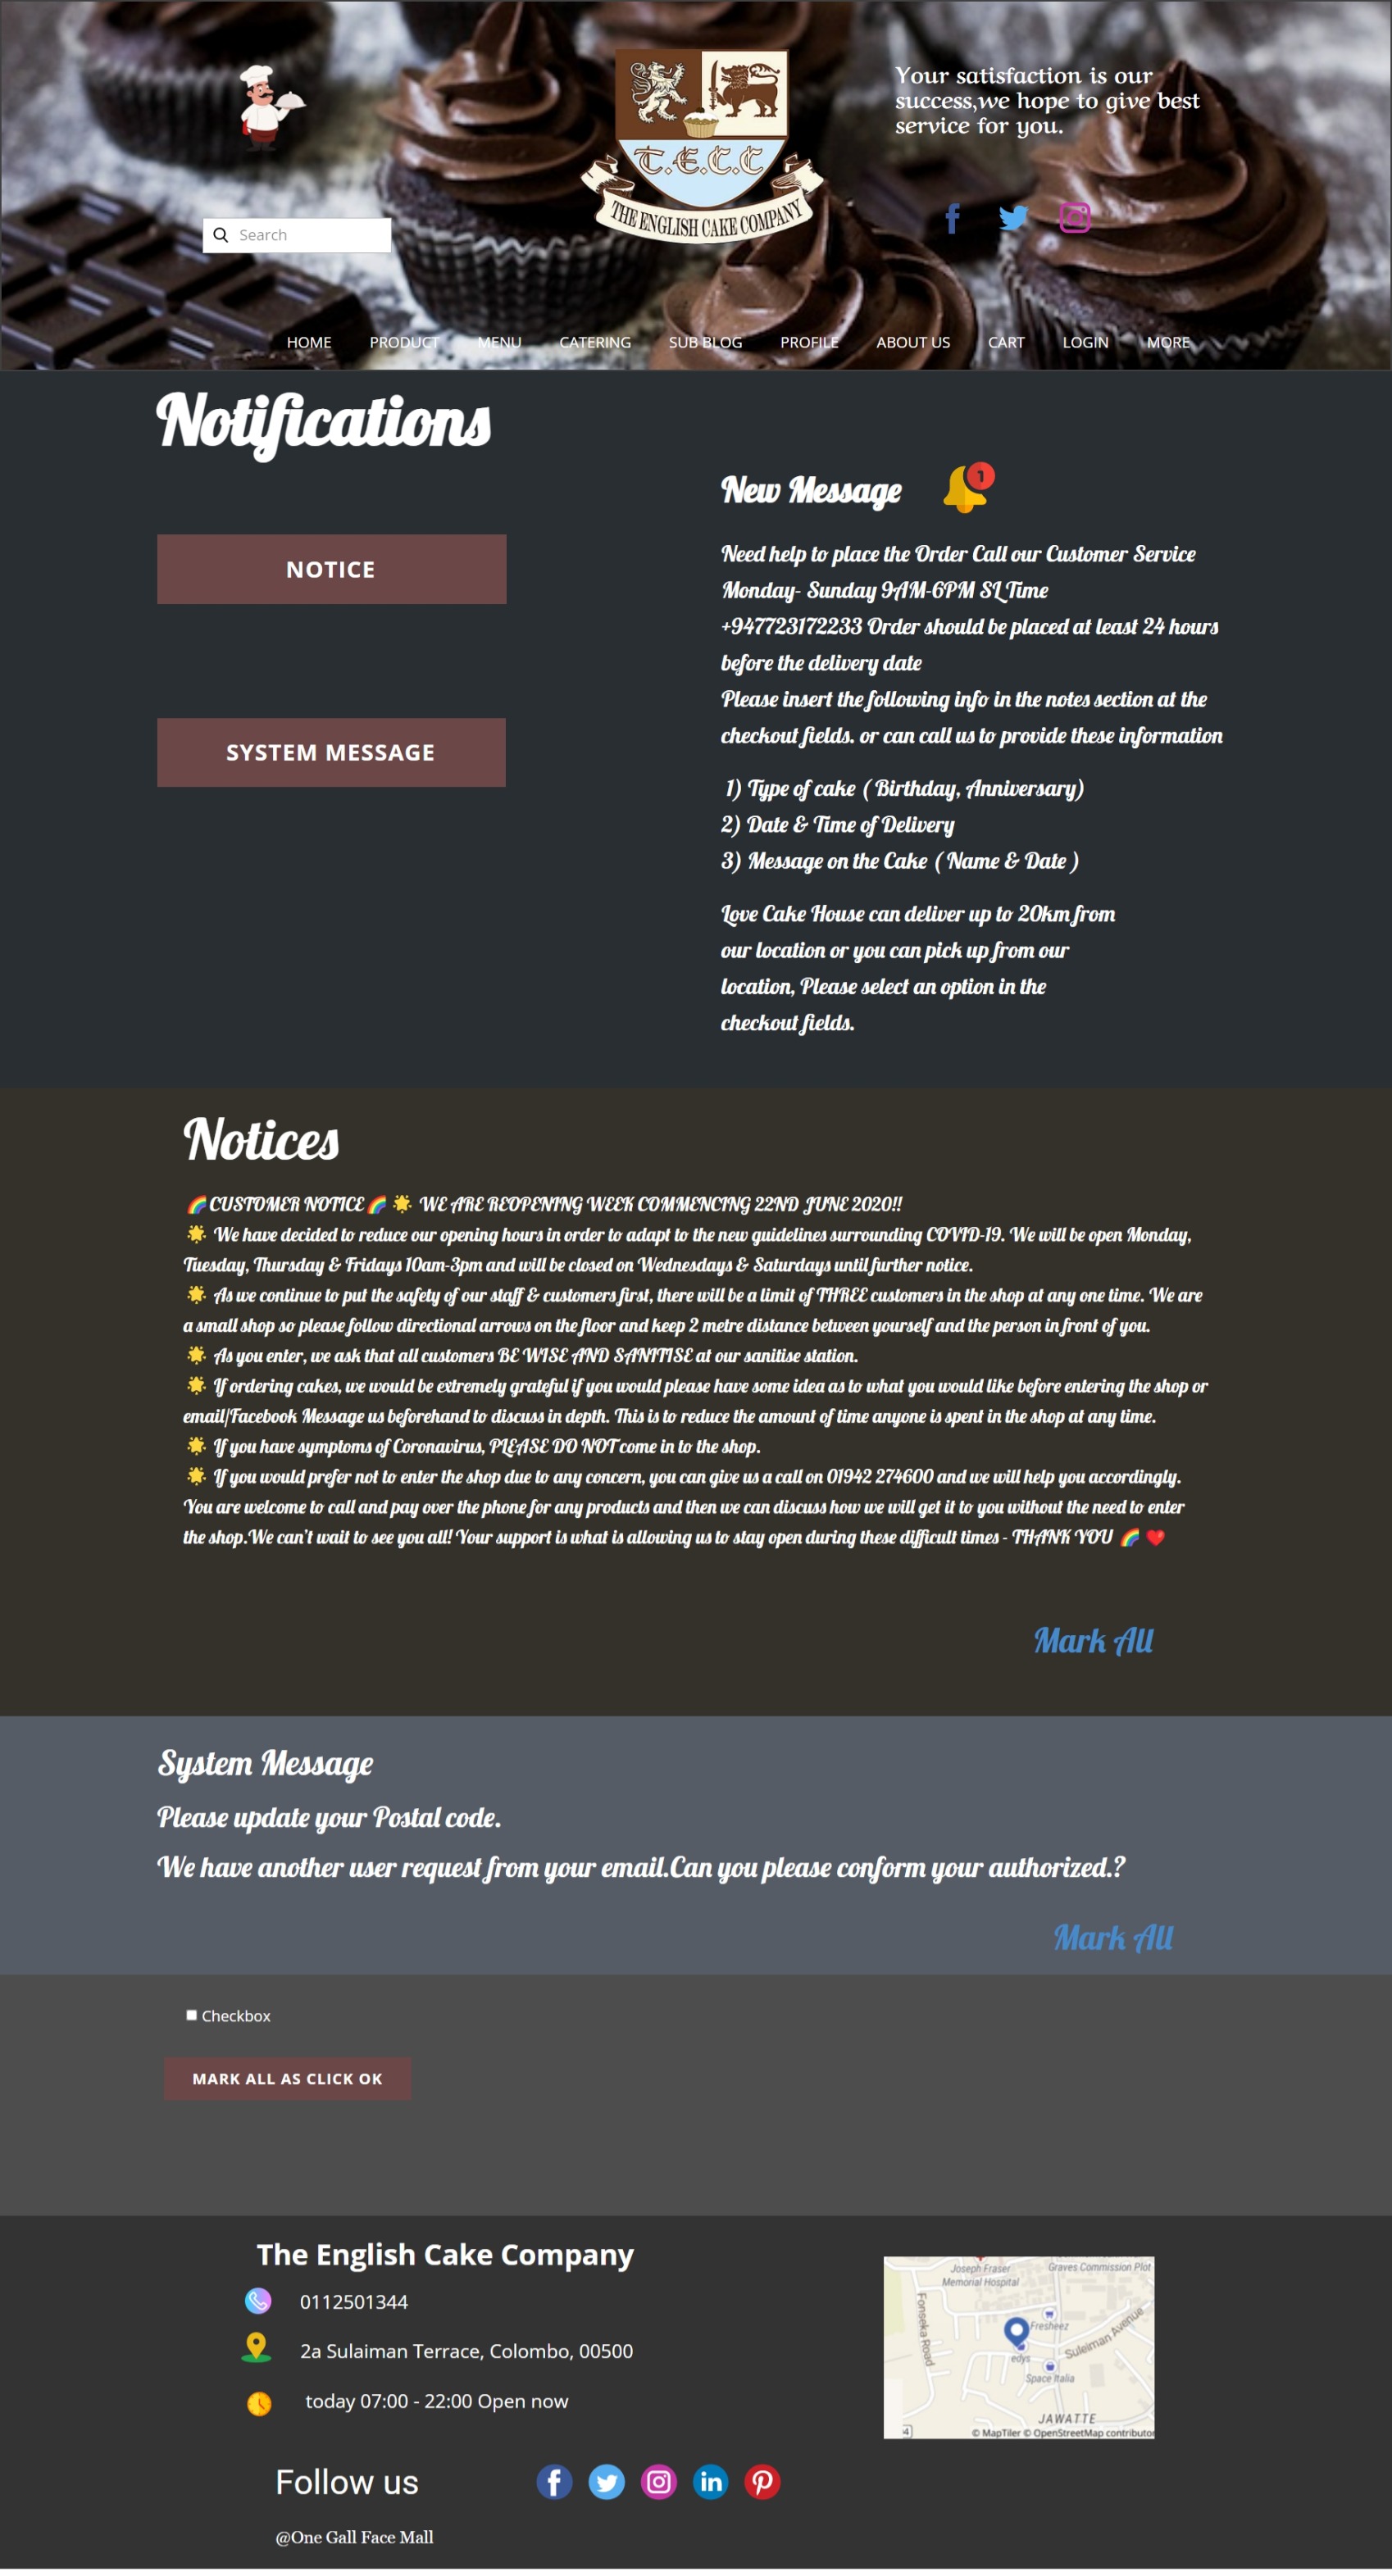 Your satisfaction is our
success,we hope to give best
service for you.
T.E.C.C
THE ENGLISH CAKE COMPANY
Search
HOME PRODUCT MENU CATERING SUB BLOG PROFILE ABOUT US CART LOGIN MORE
Notifications
New Message
1
NOTICE
SYSTEM MESSAGE
Need help to place the Order Call our Customer Service
Monday- Sunday 9AM-6PM SL Time
+947723172233 Order should be placed at least 24 hours
before the delivery date
Please insert the following info in the notes section at the
checkout fields. or can call us to provide these information
1) Type of cake ( Birthday, Anniversary)
2) Date & Time of Delivery
3) Message on the Cake ( Name & Date )
Love Cake House can deliver up to 20km from
our location or you can pick up from our
location, Please select an option in the
checkout fields.
Notices
🌈CUSTOMER NOTICE🌈 🌟 WE ARE REOPENING WEEK COMMENCING 22ND JUNE 2020!!
🌟 We have decided to reduce our opening hours in order to adapt to the new guidelines surrounding COVID-19. We will be open Monday,
Tuesday, Thursday & Fridays 10am-3pm and will be closed on Wednesdays & Saturdays until further notice.
🌟 As we continue to put the safety of our staff & customers first, there will be a limit of THREE customers in the shop at any one time. We are
a small shop so please follow directional arrows on the floor and keep 2 metre distance between yourself and the person in front of you.
🌟 As you enter, we ask that all customers BE WISE AND SANITISE at our sanitise station.
🌟 If ordering cakes, we would be extremely grateful if you would please have some idea as to what you would like before entering the shop or
email/Facebook Message us beforehand to discuss in depth. This is to reduce the amount of time anyone is spent in the shop at any time.
🌟 If you have symptoms of Coronavirus, PLEASE DO NOT come in to the shop.
🌟 If you would prefer not to enter the shop due to any concern, you can give us a call on 01942 274600 and we will help you accordingly.
You are welcome to call and pay over the phone for any products and then we can discuss how we will get it to you without the need to enter
the shop.We can't wait to see you all! Your support is what is allowing us to stay open during these difficult times - THANK YOU 🌈 ❤️
Mark All
System Message
Please update your Postal code.
We have another user request from your email.Can you please conform your authorized.?
Mark All
Checkbox
MARK ALL AS CLICK OK
The English Cake Company
0112501344
2a Sulaiman Terrace, Colombo, 00500
today 07:00 - 22:00 Open now
Joseph Fraser
Memorial Hospital
Graves Commission Plot
Fonseka Road
Fresheez
Suleiman Avenue
edys
Space Italia
JAWATTE
© MapTiler © OpenStreetMap contributor
Follow us
@One Gall Face Mall